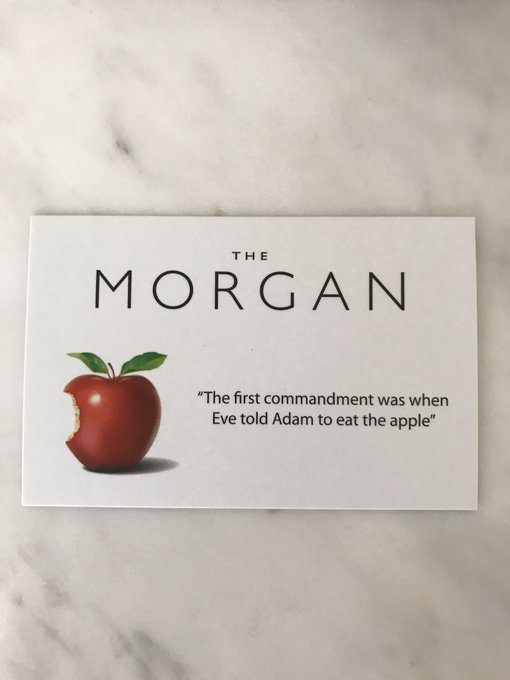 THE
MORGAN
“The first commandment was when
Eve told Adam to eat the apple”